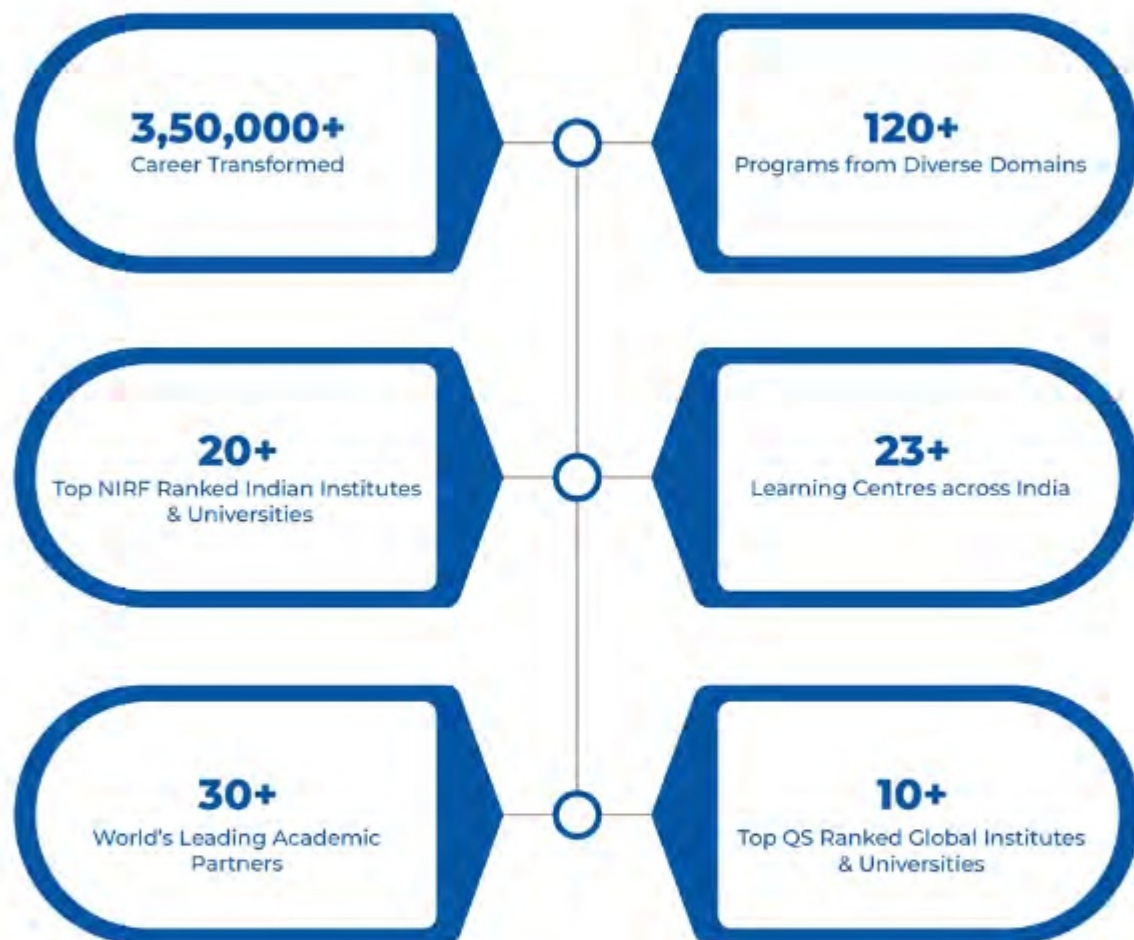 3,50,000+
Career Transformed
120+
Programs from Diverse Domains
20+
Top NIRF Ranked Indian Institutes
& Universities
23+
Learning Centres across India
30+
World's Leading Academic
Partners
10+
Top QS Ranked Global Institutes
& Universities